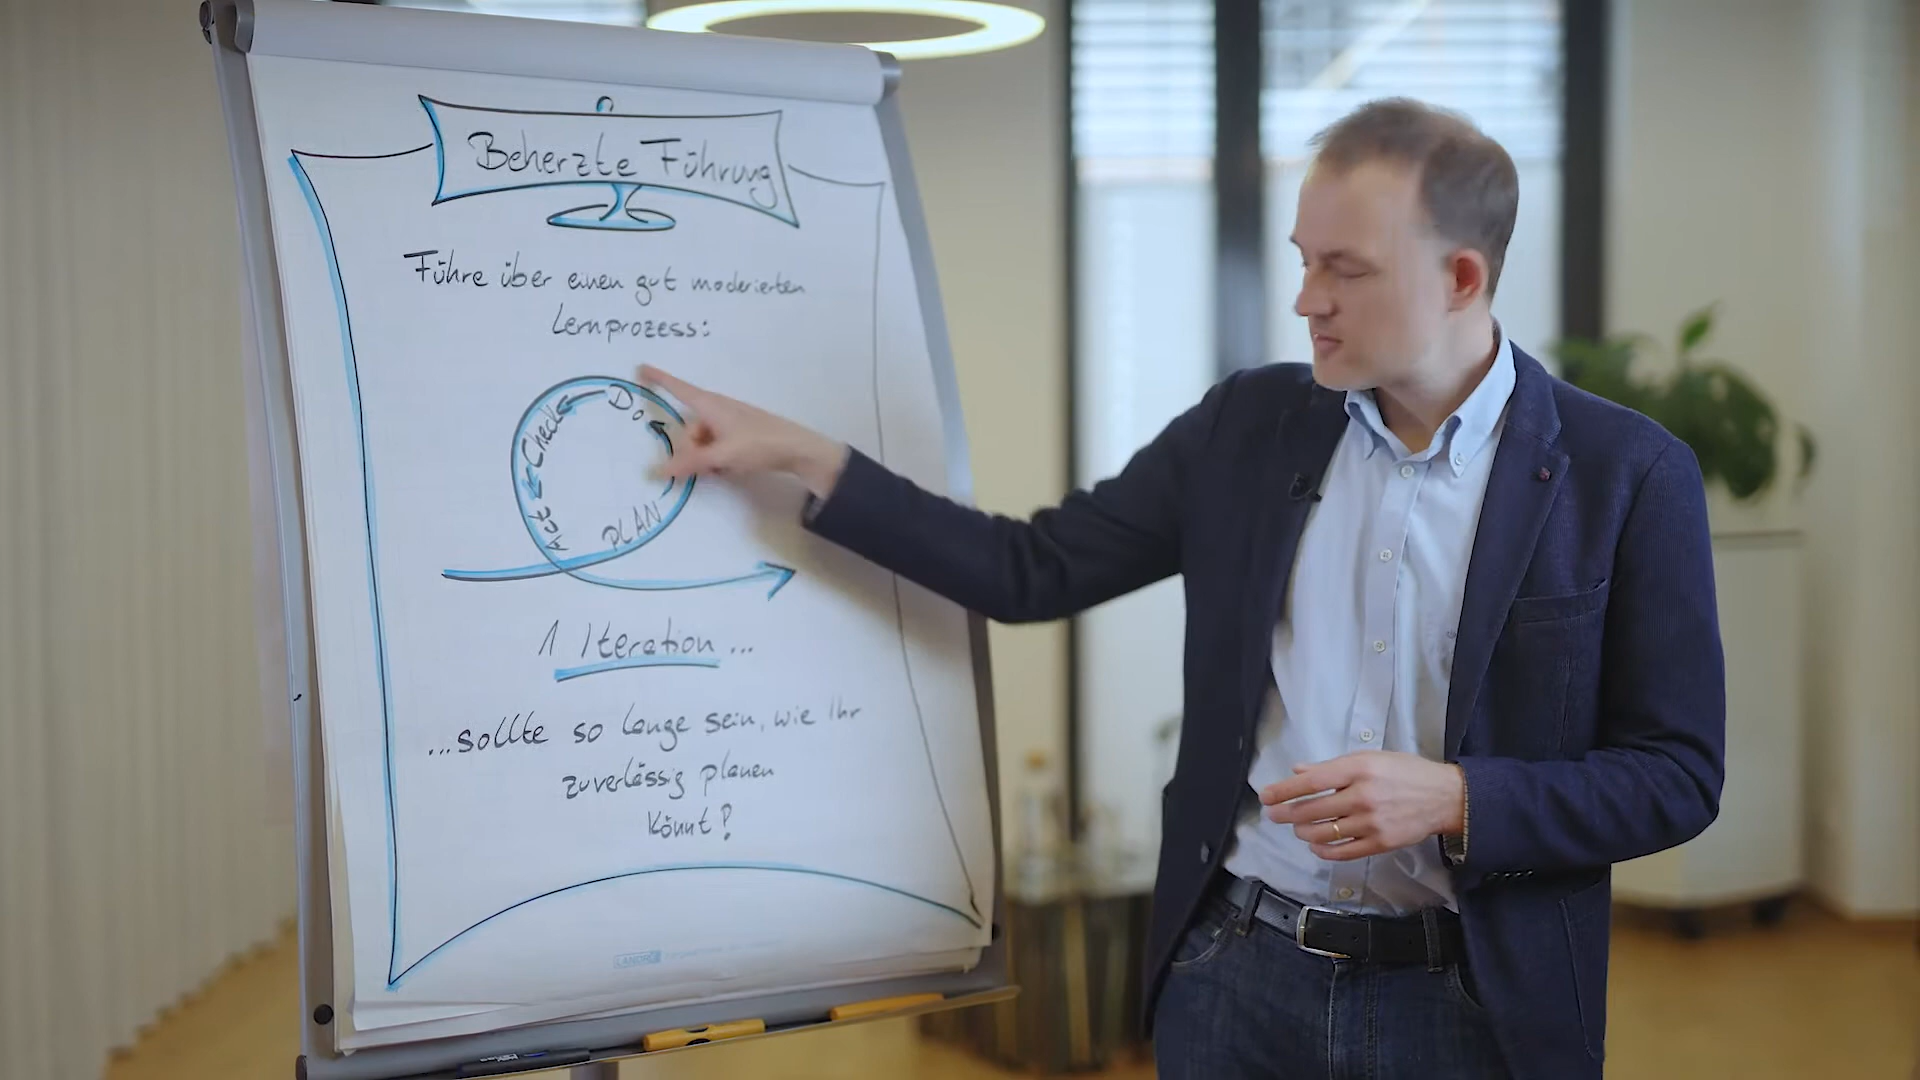 Beherzte Führung
Führe über einen gut moderierten
Lernprozess:
Do
Check
Act
PLAN
1 Iteration ...
...sollte so lange sein, wie Ihr
zuverlässig planen
könnt?